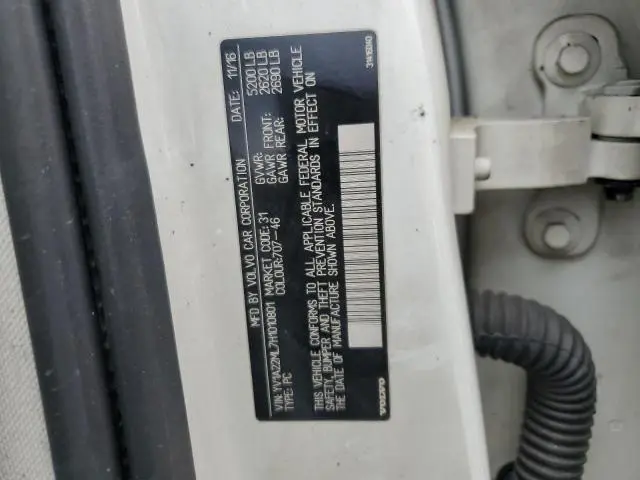 MFD BY VOLVO CAR CORPORATION DATE: 11/16
GVWR: 5200 LB
GAWR FRONT: 2620 LB
GAWR REAR: 2690 LB
VIN: YV1A22ML7H1010801 MARKET CODE: 31
TYPE: PC COLOUR: 707-46
THIS VEHICLE CONFORMS TO ALL APPLICABLE FEDERAL MOTOR VEHICLE
SAFETY, BUMPER AND THEFT PREVENTION STANDARDS IN EFFECT ON
THE DATE OF MANUFACTURE SHOWN ABOVE.
VOLVO